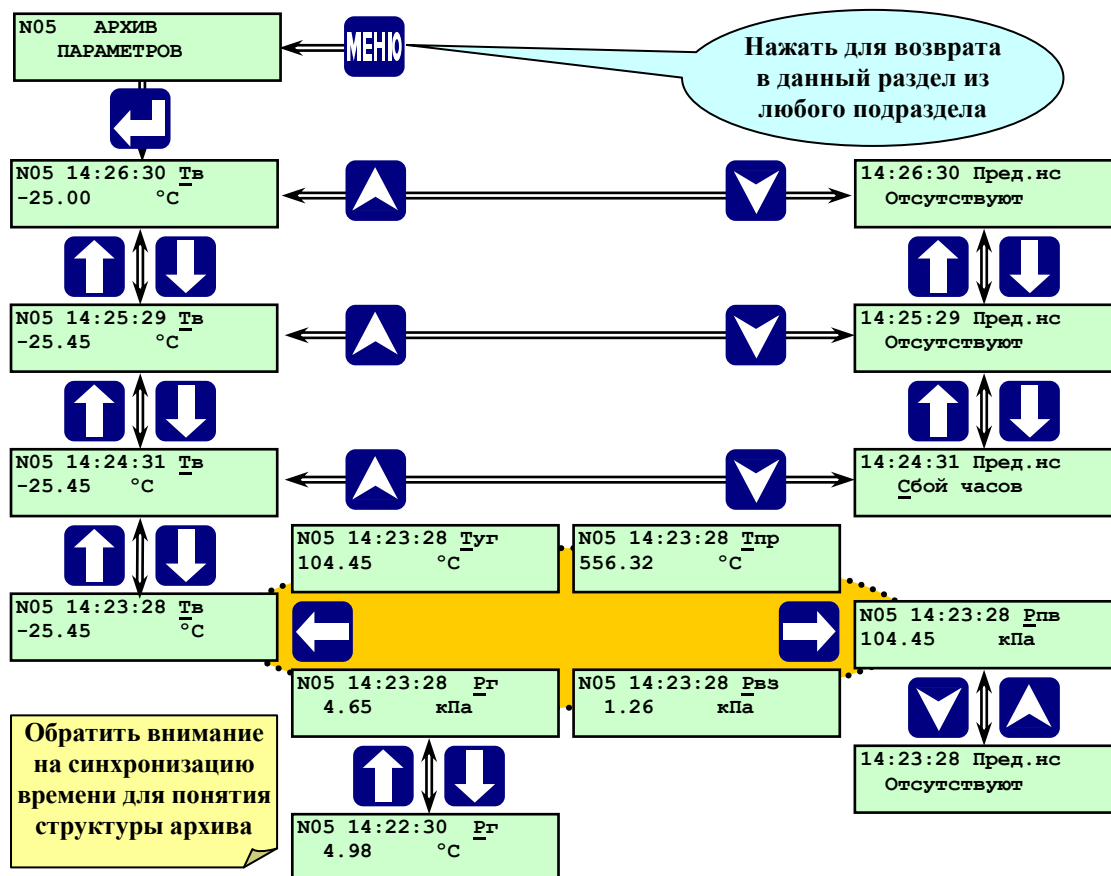 N05 АРХИВ
ПАРАМЕТРОВ
МЕНЮ
Нажать для возврата
в данный раздел из
любого подраздела
N05 14:26:30 Тв
-25.00 °С
14:26:30 Пред.нс
Отсутствуют
N05 14:25:29 Тв
-25.45 °С
14:25:29 Пред.нс
Отсутствуют
N05 14:24:31 Тв
-25.45 °С
14:24:31 Пред.нс
Сбой часов
N05 14:23:28 Туг
104.45 °С
N05 14:23:28 Тпр
556.32 °С
N05 14:23:28 Тв
-25.45 °С
N05 14:23:28 Рпв
104.45 кПа
N05 14:23:28 Рг
4.65 кПа
N05 14:23:28 Рвз
1.26 кПа
Обратить внимание
на синхронизацию
времени для понятия
структуры архива
14:23:28 Пред.нс
Отсутствуют
N05 14:22:30 Рг
4.98 °С